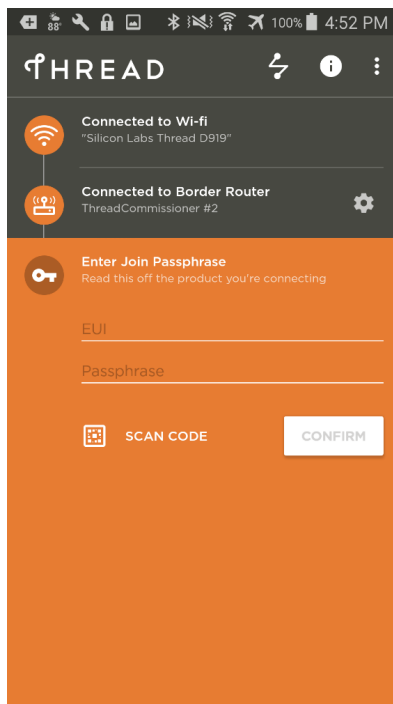 88°
100% 4:52 PM
THREAD
Connected to Wi-fi
"Silicon Labs Thread D919"
Connected to Border Router
ThreadCommissioner #2
Enter Join Passphrase
Read this off the product you're connecting
EUI
Passphrase
SCAN CODE
CONFIRM